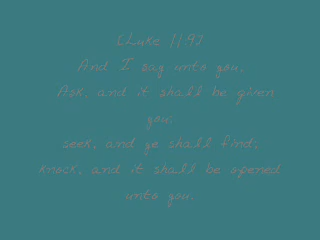 (Luke 11:9)
And I say unto you,
Ask, and it shall be given
you;
seek, and ye shall find;
knock, and it shall be opened
unto you.